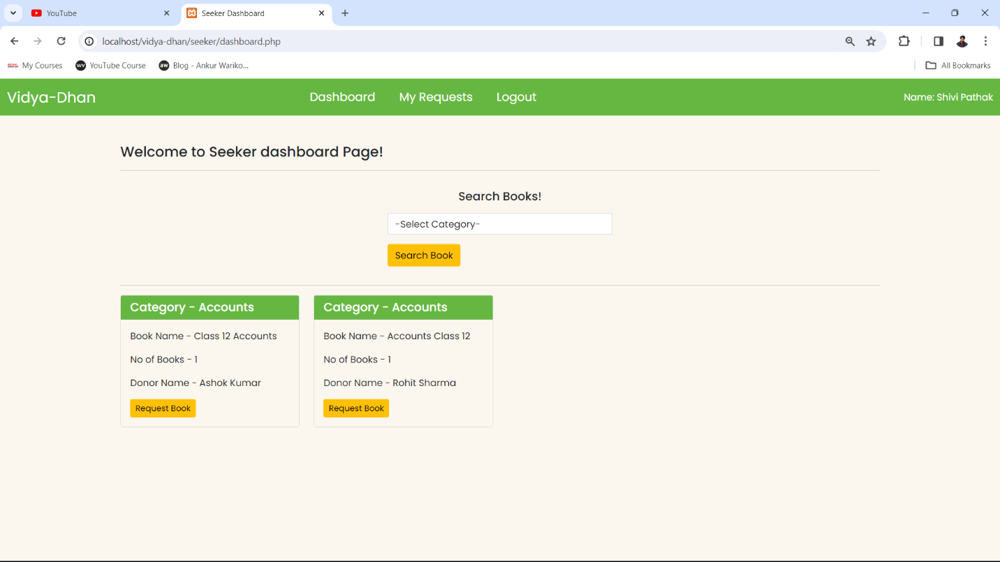 YouTube
Seeker Dashboard
localhost/vidya-dhan/seeker/dashboard.php
My Courses
wv YouTube Course
aw Blog - Ankur Wariko...
All Bookmarks
Vidya-Dhan
Dashboard
My Requests
Logout
Name: Shivi Pathak
Welcome to Seeker dashboard Page!
Search Books!
-Select Category-
Search Book
Category - Accounts
Book Name - Class 12 Accounts
No of Books - 1
Donor Name - Ashok Kumar
Request Book
Category - Accounts
Book Name - Accounts Class 12
No of Books - 1
Donor Name - Rohit Sharma
Request Book